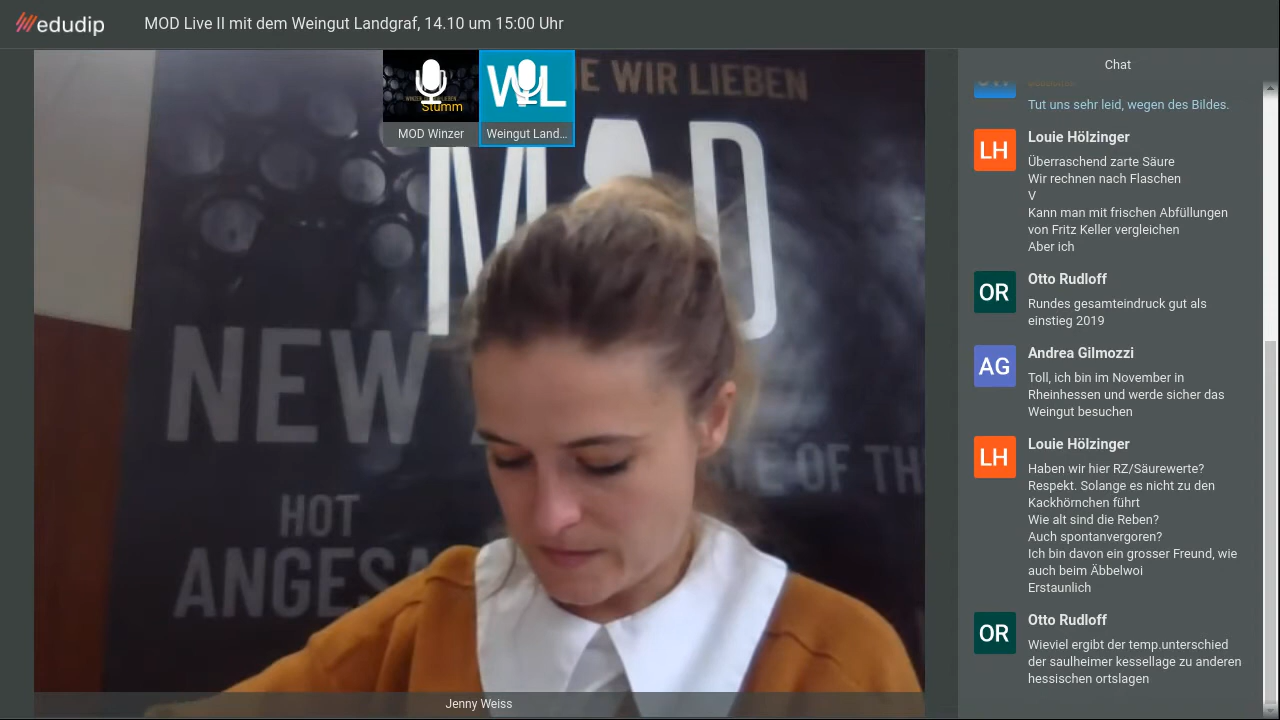 edudip
MOD Live II mit dem Weingut Landgraf, 14.10 um 15:00 Uhr
Stumm
MOD Winzer
WL
Weingut Land...
E WIR LIEBEN
MOD
NEW
TE OF TH
HOT
ANGESA
Jenny Weiss
Chat
Tut uns sehr leid, wegen des Bildes.
LH
Louie Hölzinger
Überraschend zarte Säure
Wir rechnen nach Flaschen
V
Kann man mit frischen Abfüllungen
von Fritz Keller vergleichen
Aber ich
OR
Otto Rudloff
Rundes gesamteindruck gut als
einstieg 2019
AG
Andrea Gilmozzi
Toll, ich bin im November in
Rheinhessen und werde sicher das
Weingut besuchen
LH
Louie Hölzinger
Haben wir hier RZ/Säurewerte?
Respekt. Solange es nicht zu den
Kackhörnchen führt
Wie alt sind die Reben?
Auch spontanvergoren?
Ich bin davon ein grosser Freund, wie
auch beim Äbbelwoi
Erstaunlich
OR
Otto Rudloff
Wieviel ergibt der temp.unterschied
der saulheimer kessellage zu anderen
hessischen ortslagen